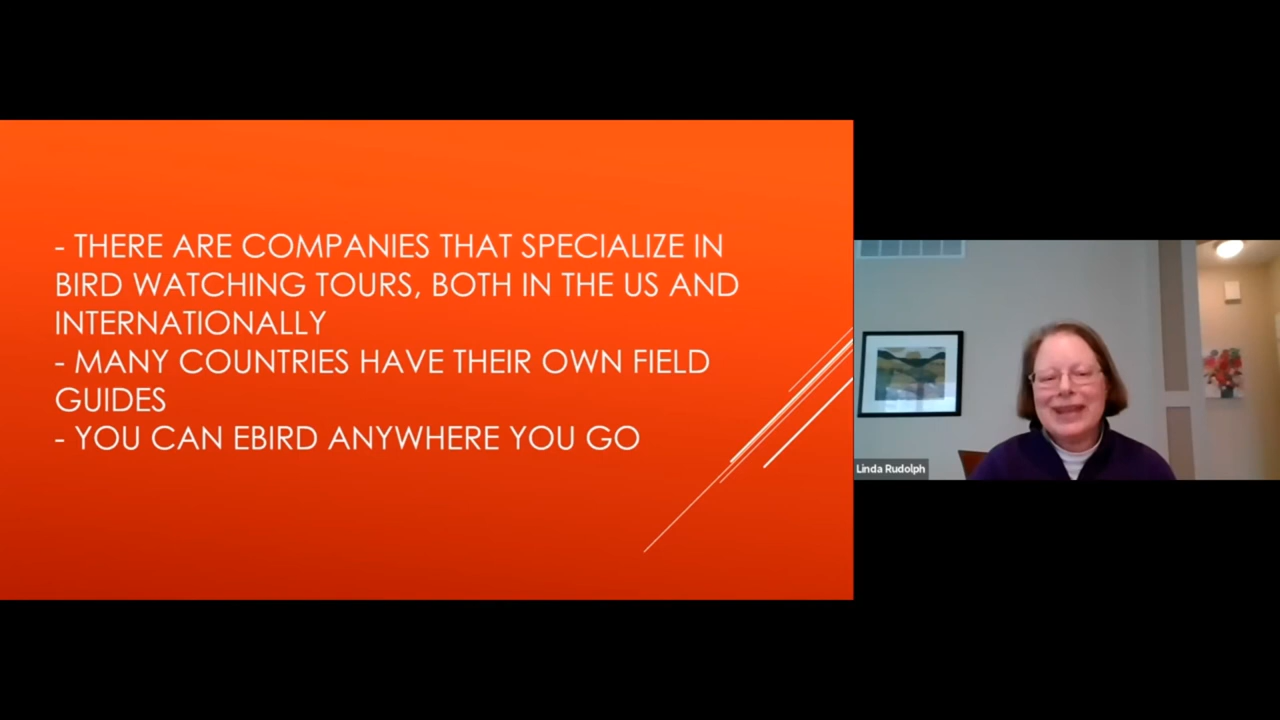 - THERE ARE COMPANIES THAT SPECIALIZE IN
BIRD WATCHING TOURS, BOTH IN THE US AND
INTERNATIONALLY
- MANY COUNTRIES HAVE THEIR OWN FIELD
GUIDES
- YOU CAN EBIRD ANYWHERE YOU GO
Linda Rudolph